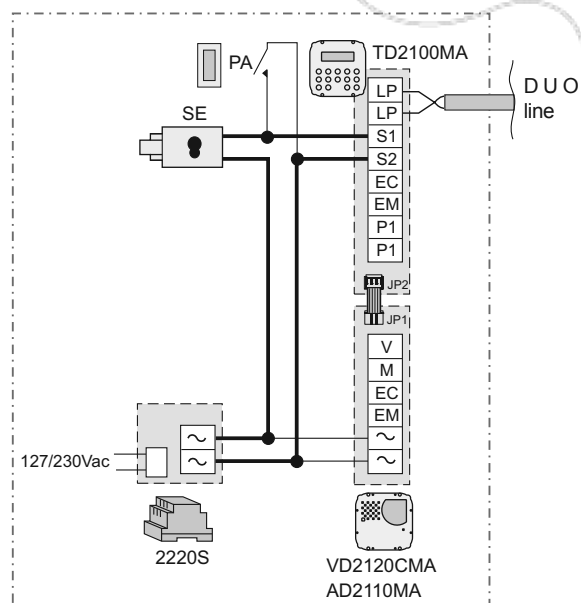 PA
TD2100MA
D U O
line
SE
LP
LP
S1
S2
EC
EM
P1
P1
JP2
JP1
V
M
EC
EM
~
~
~
~
127/230Vac
2220S
VD2120CMA
AD2110MA